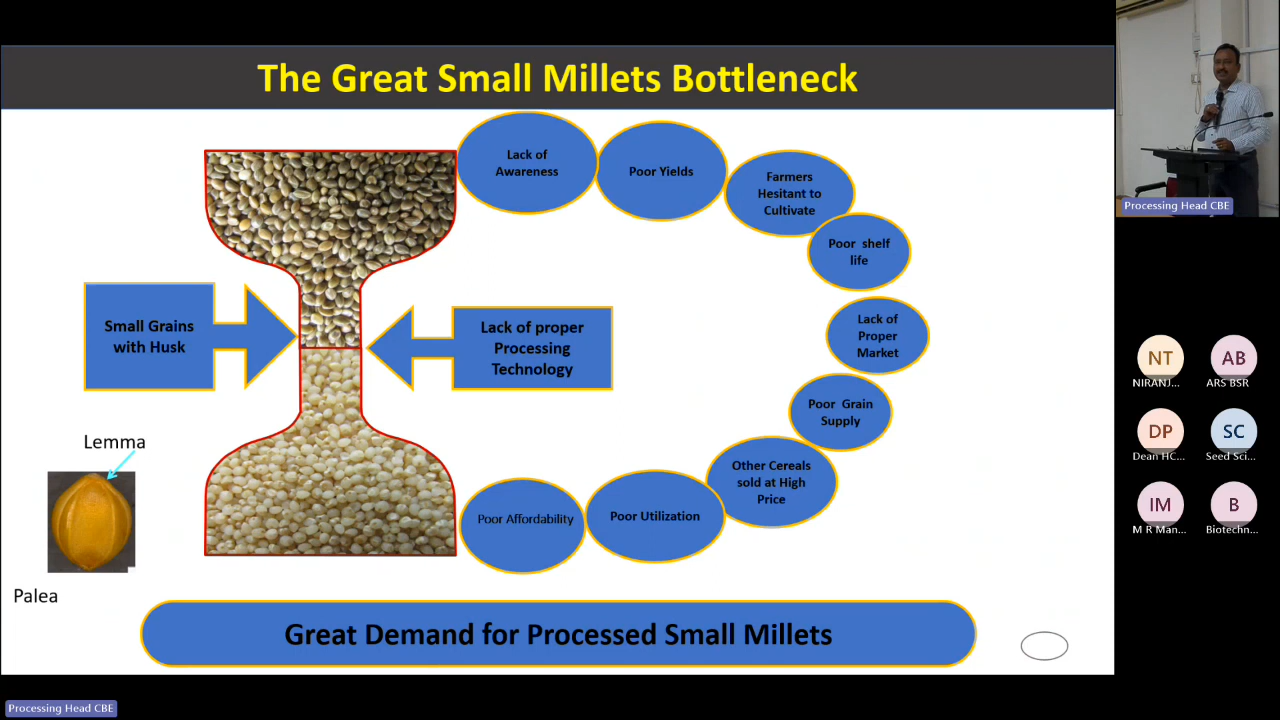 The Great Small Millets Bottleneck
Lack of
Awareness
Poor Yields
Farmers
Hesitant to
Cultivate
Poor shelf
life
Small Grains
with Husk
Lack of proper
Processing
Technology
Lack of
Proper
Market
Poor Grain
Supply
Other Cereals
sold at High
Price
Poor Utilization
Poor Affordability
Lemma
Palea
Great Demand for Processed Small Millets
Processing Head CBE
NT
NIRANJ...
AB
ARS BSR
DP
Dean HC...
SC
Seed Sci...
IM
M R Man...
B
Biotechn...
Processing Head CBE